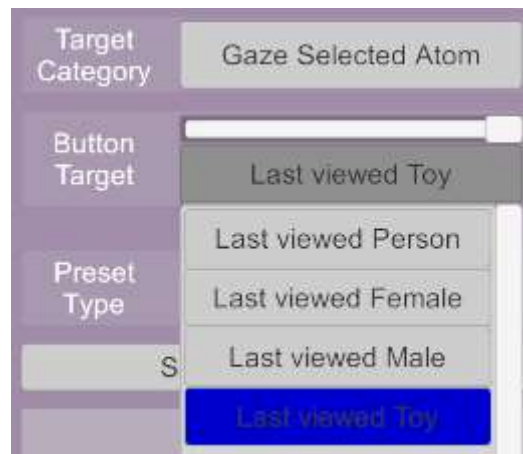 Target
Category
Gaze Selected Atom
Button
Target
Last viewed Toy
Last viewed Person
Preset
Type
Last viewed Female
Last viewed Male
S
Last viewed Toy